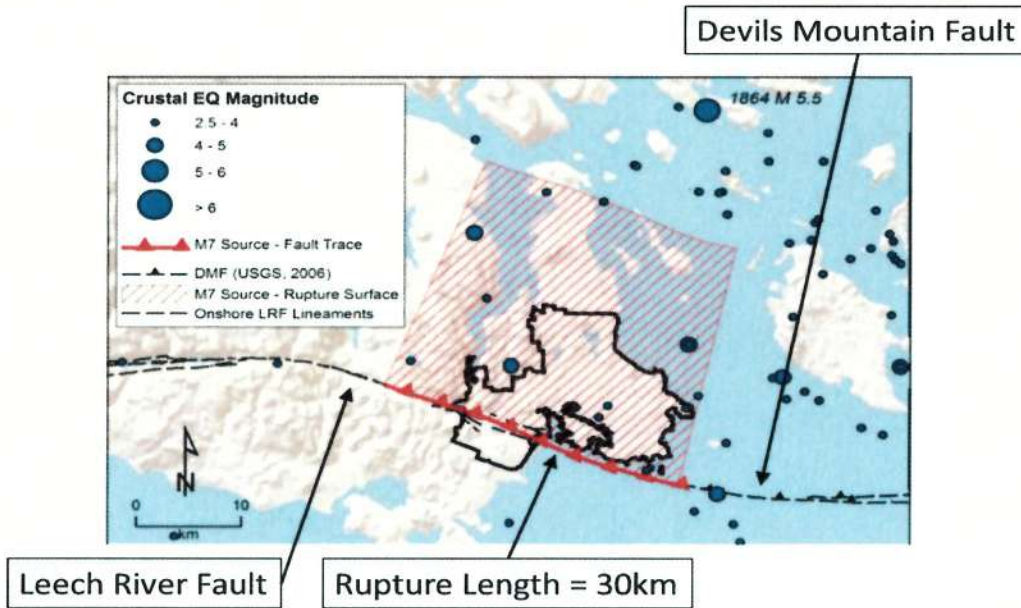 Devils Mountain Fault
Crustal EQ Magnitude
2.5 - 4
4 - 5
5 - 6
> 6
M7 Source - Fault Trace
DMF (USGS, 2006)
M7 Source - Rupture Surface
Onshore LRF Lineaments
1864 M 5.5
N
0 10
km
Leech River Fault
Rupture Length = 30km